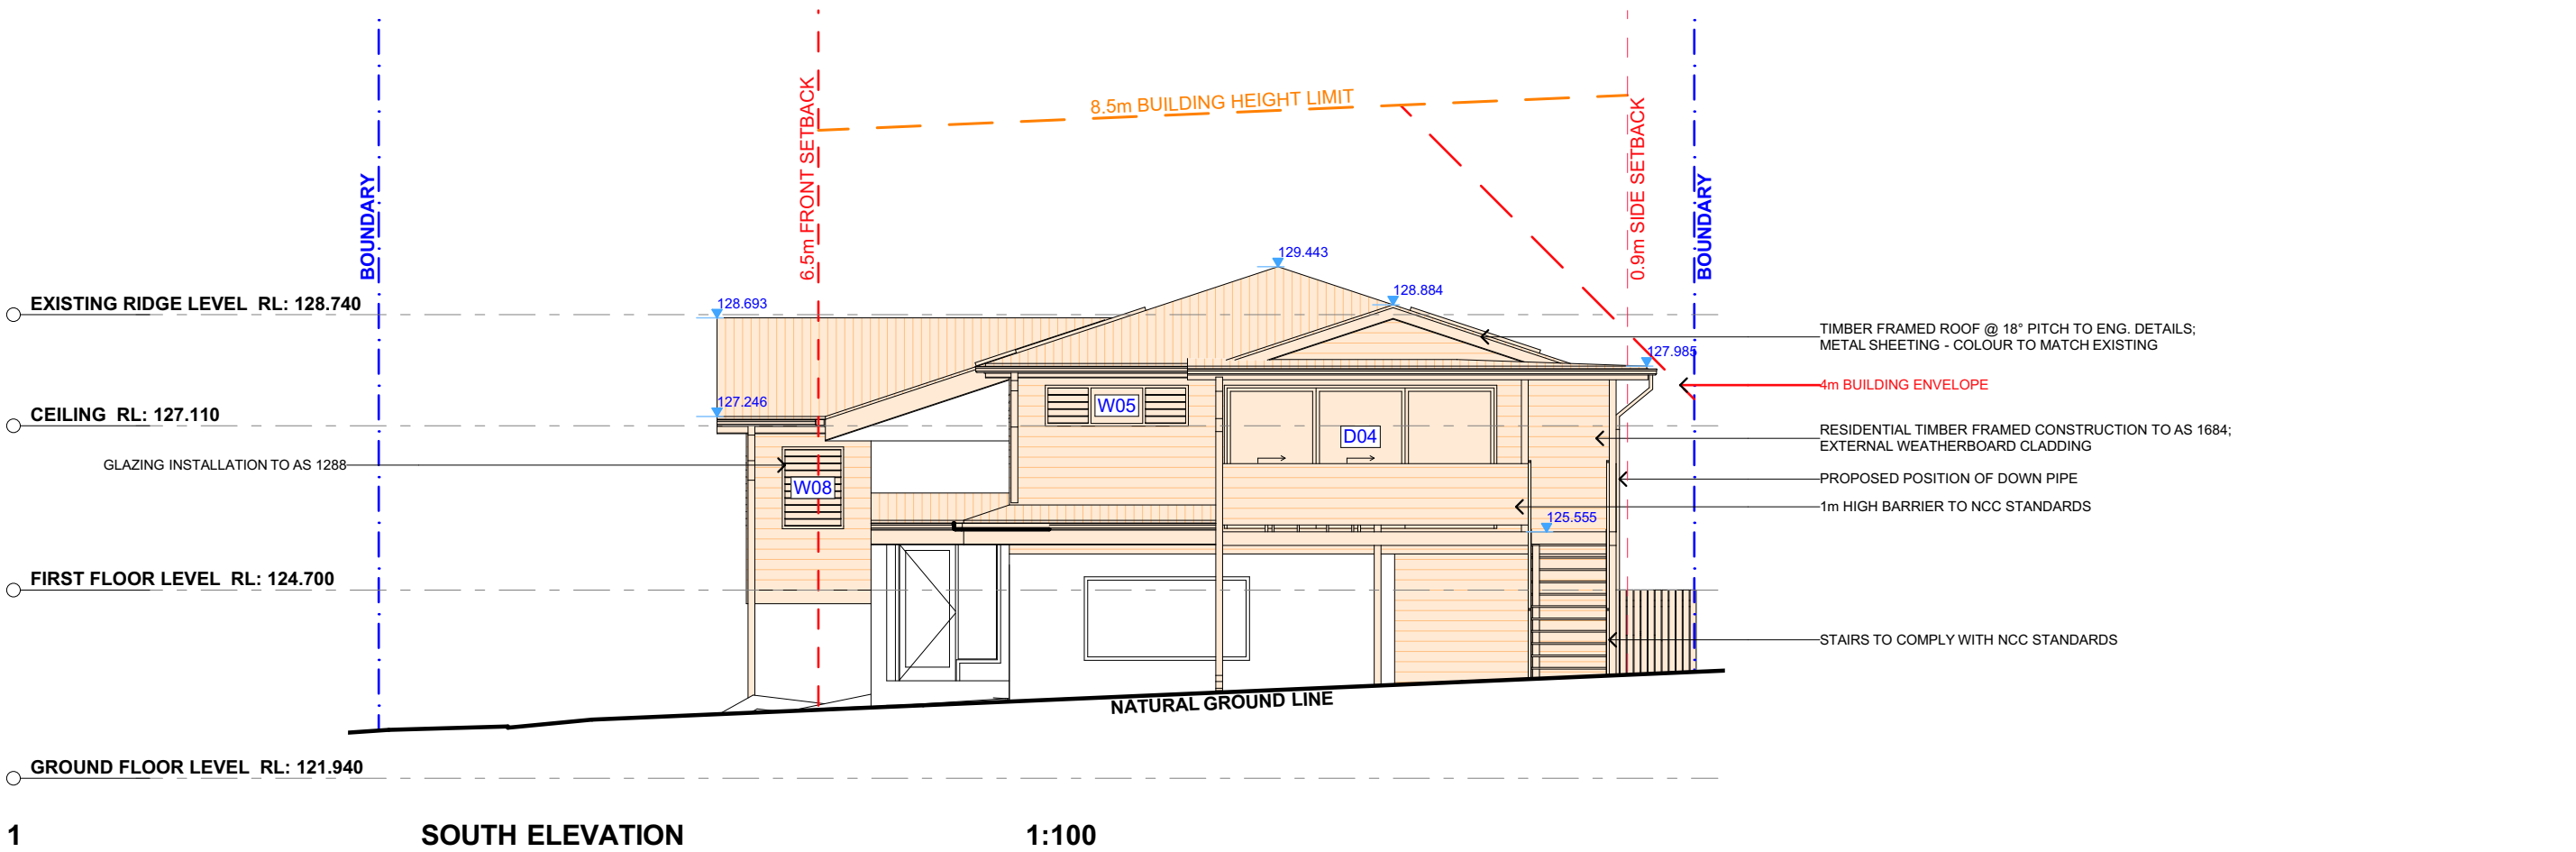 8.5m BUILDING HEIGHT LIMIT
6.5m FRONT SETBACK
0.9m SIDE SETBACK
BOUNDARY
BOUNDARY
129.443
128.884
128.693
127.985
127.246
125.555
EXISTING RIDGE LEVEL RL: 128.740
CEILING RL: 127.110
GLAZING INSTALLATION TO AS 1288
FIRST FLOOR LEVEL RL: 124.700
GROUND FLOOR LEVEL RL: 121.940
W05
D04
W08
TIMBER FRAMED ROOF @ 18° PITCH TO ENG. DETAILS;
METAL SHEETING - COLOUR TO MATCH EXISTING
4m BUILDING ENVELOPE
RESIDENTIAL TIMBER FRAMED CONSTRUCTION TO AS 1684;
EXTERNAL WEATHERBOARD CLADDING
PROPOSED POSITION OF DOWN PIPE
1m HIGH BARRIER TO NCC STANDARDS
STAIRS TO COMPLY WITH NCC STANDARDS
NATURAL GROUND LINE
1
SOUTH ELEVATION
1:100